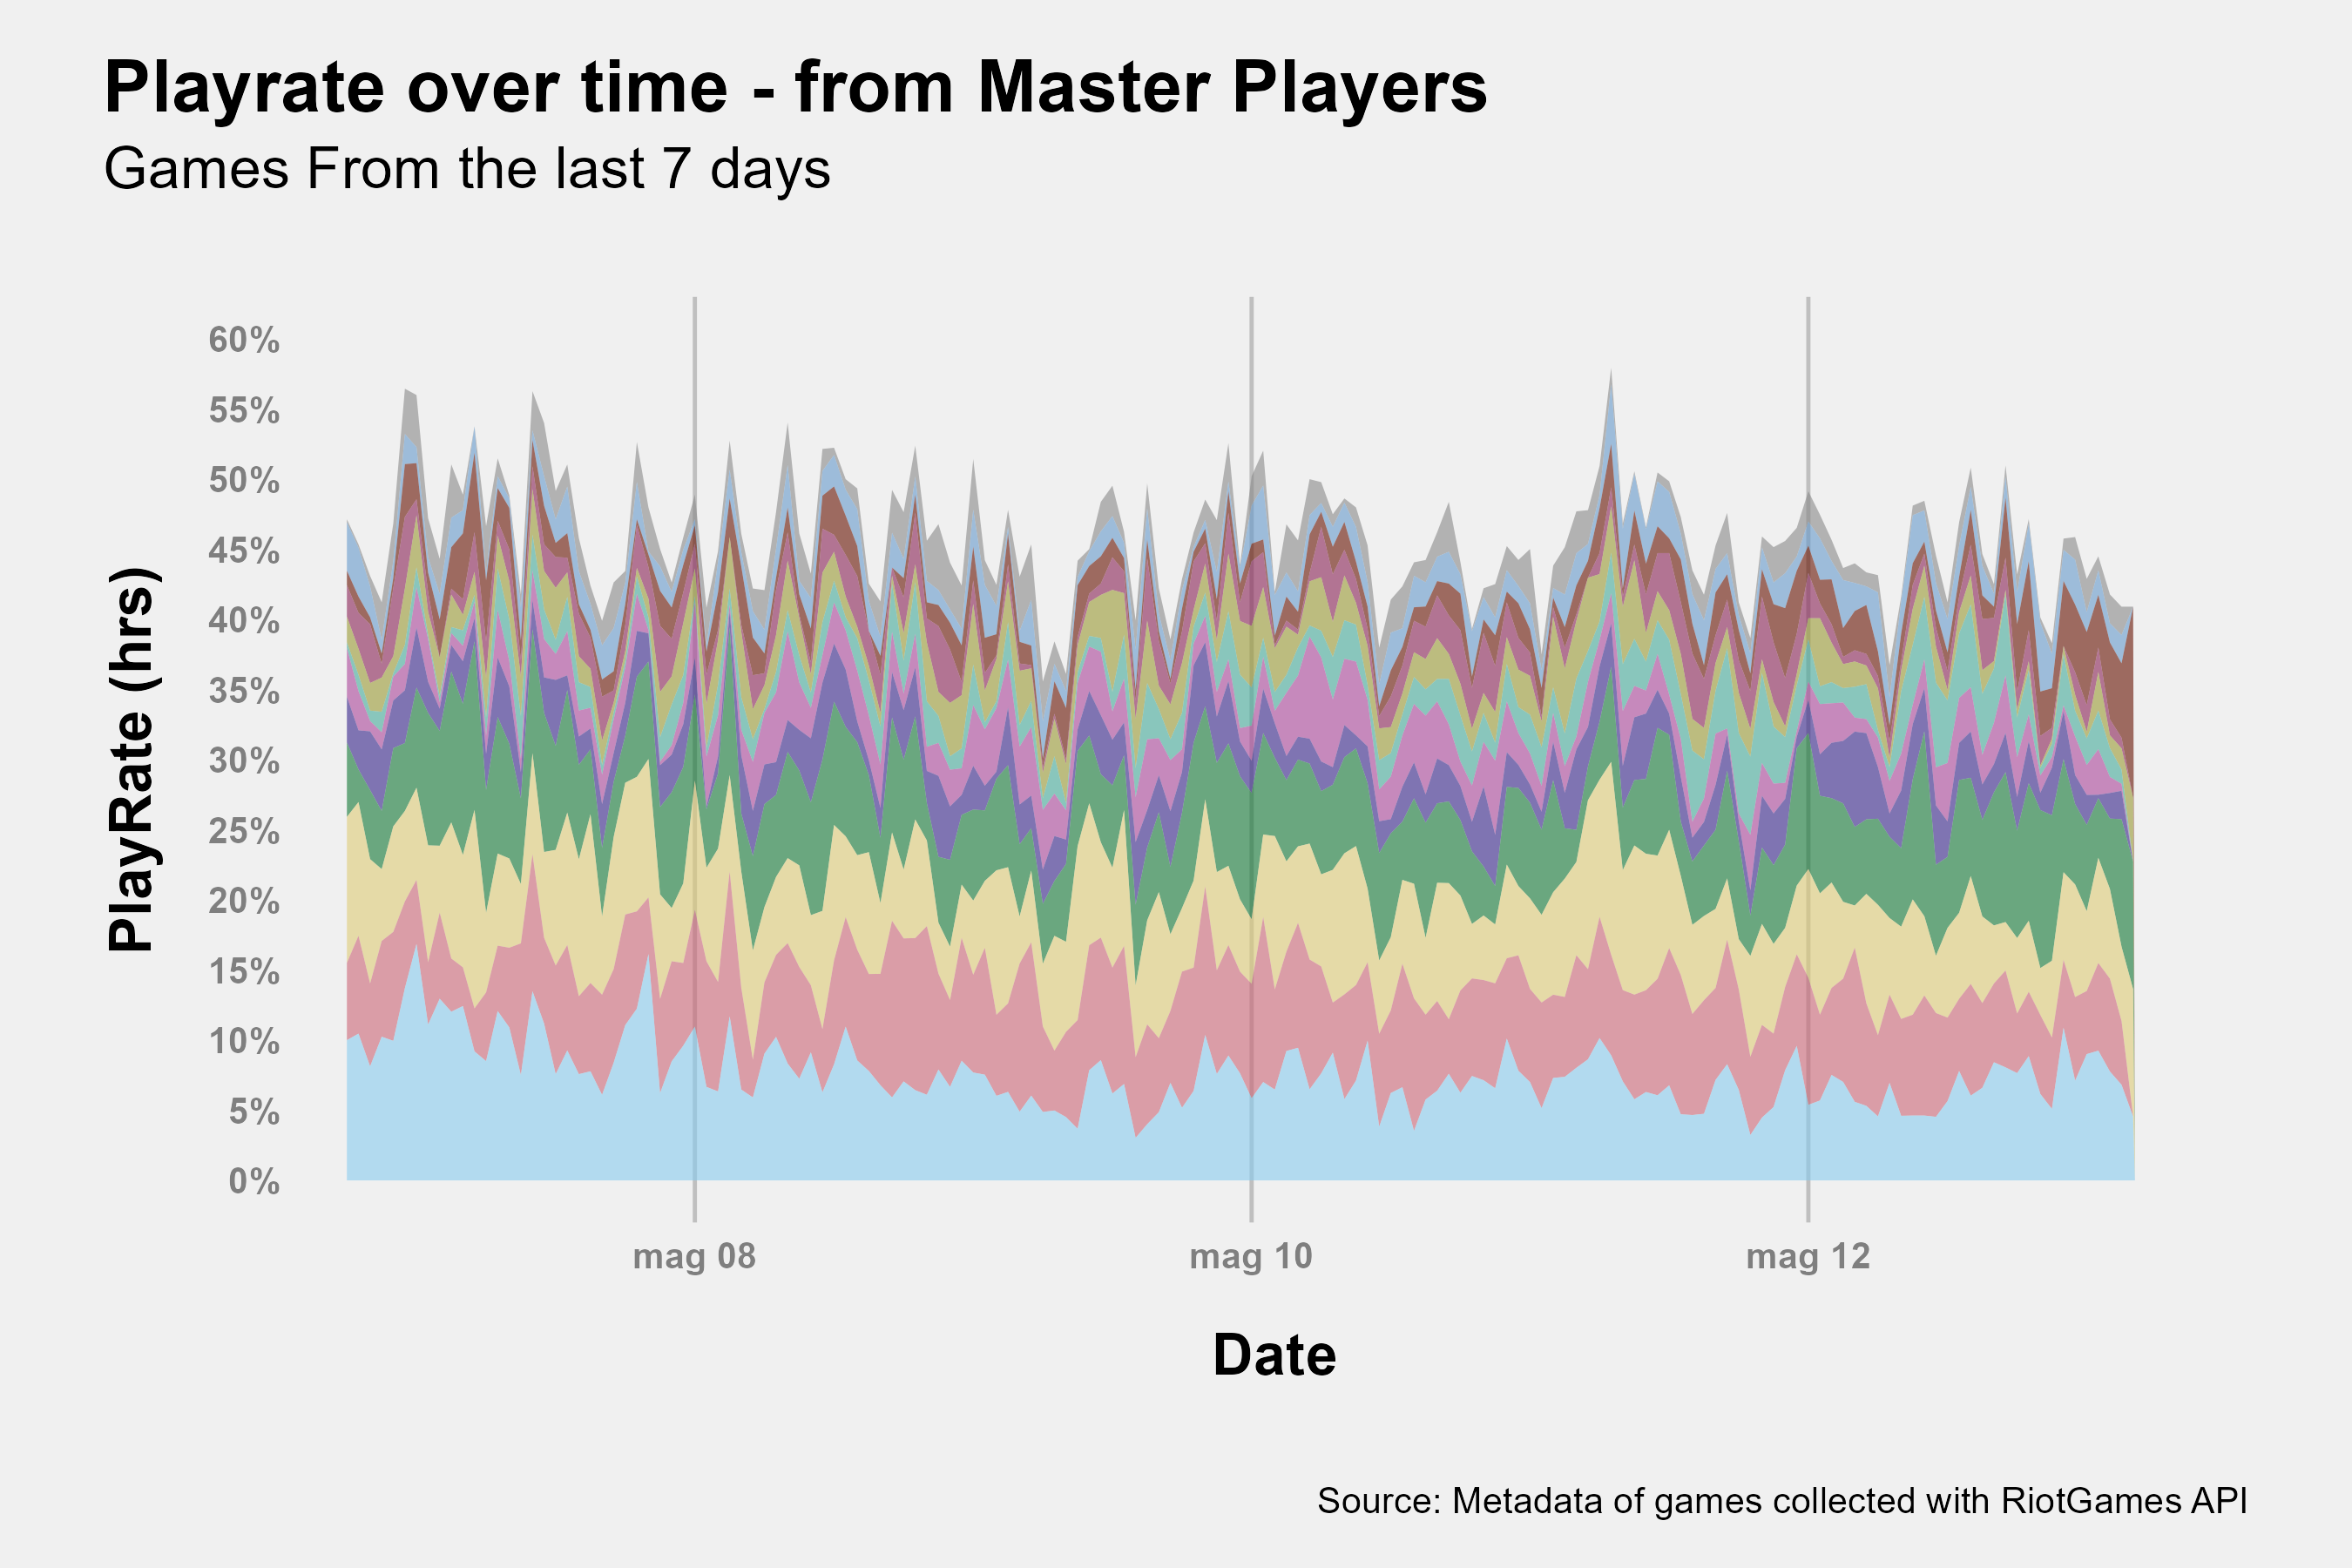 Playrate over time - from Master Players
Games From the last 7 days
60%
55%
50%
45%
40%
35%
30%
25%
20%
15%
10%
5%
0%
PlayRate (hrs)
mag 08
mag 10
mag 12
Date
Source: Metadata of games collected with RiotGames API